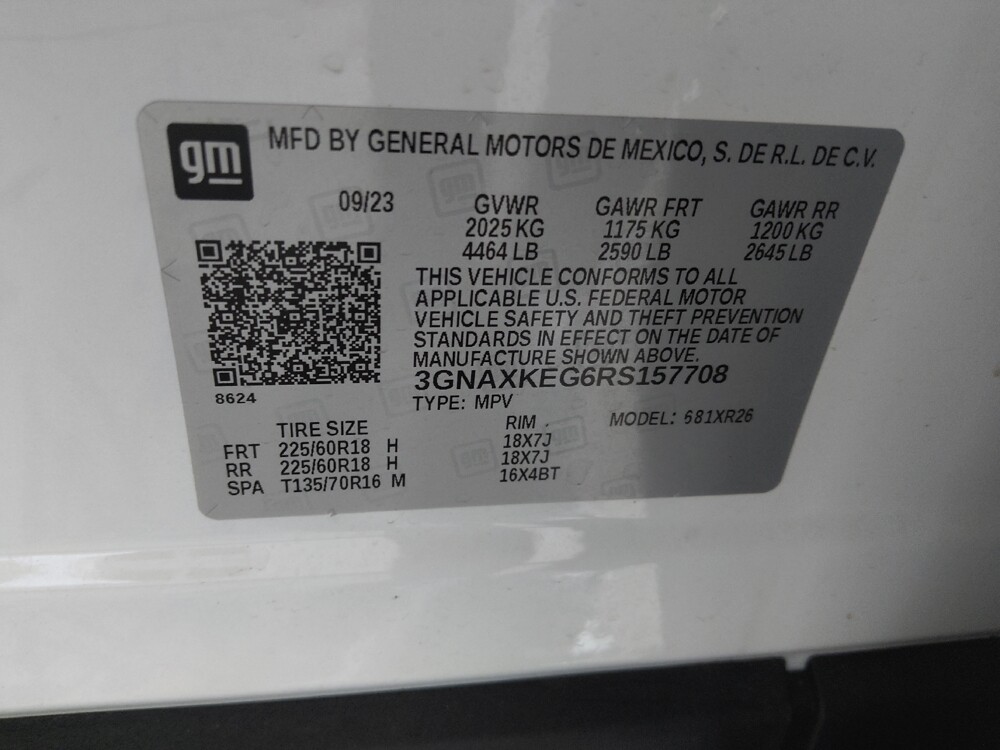 gm MFD BY GENERAL MOTORS DE MEXICO, S. DE R.L. DE C.V.
09/23 GVWR GAWR FRT GAWR RR
2025 KG 1175 KG 1200 KG
4464 LB 2590 LB 2645 LB
THIS VEHICLE CONFORMS TO ALL
APPLICABLE U.S. FEDERAL MOTOR
VEHICLE SAFETY AND THEFT PREVENTION
STANDARDS IN EFFECT ON THE DATE OF
MANUFACTURE SHOWN ABOVE.
3GNAXKEG6RS157708
8624
TYPE: MPV MODEL: 681XR26
TIRE SIZE RIM
FRT 225/60R18 H 18X7J
RR 225/60R18 H 18X7J
SPA T135/70R16 M 16X4BT